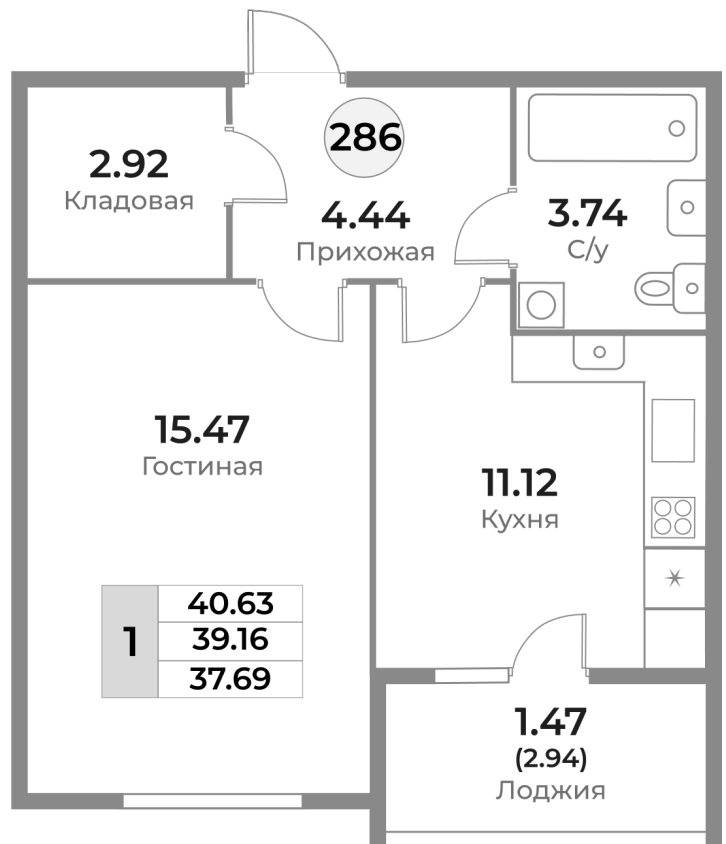 286
2.92
Кладовая
4.44
Прихожая
3.74
С/у
15.47
Гостиная
11.12
Кухня
1
40.63
39.16
37.69
1.47
(2.94)
Лоджия